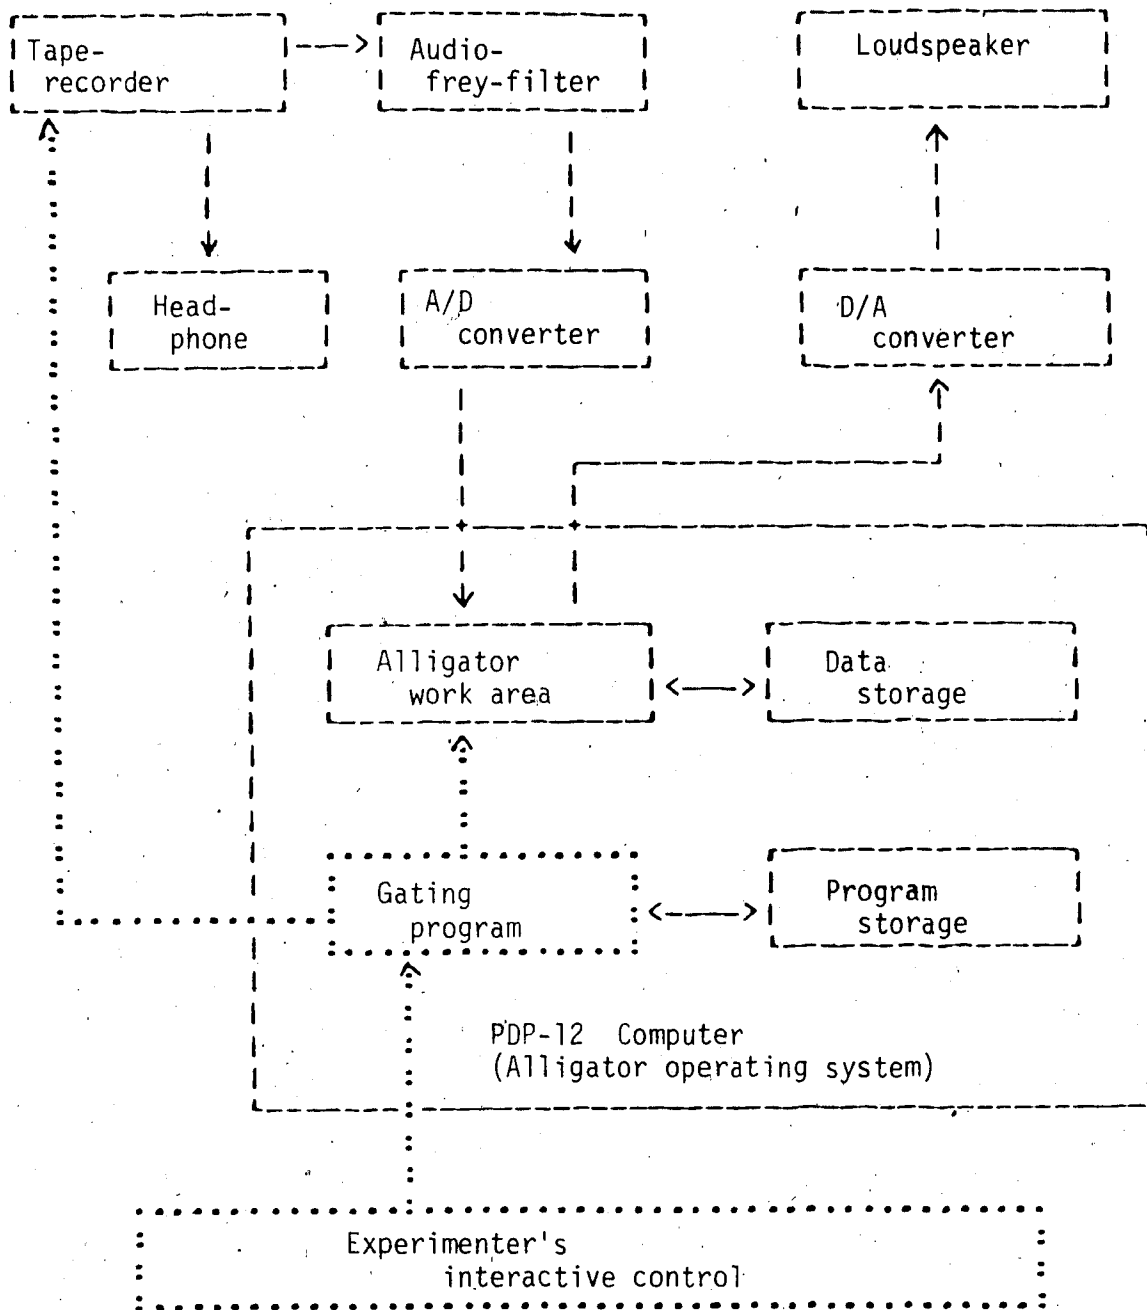 Tape-
recorder
Audio-
frey-filter
Loudspeaker
Head-
phone
A/D
converter
D/A
converter
Alligator
work area
Data
storage
Gating
program
Program
storage
PDP-12 Computer
(Alligator operating system)
Experimenter's
interactive control